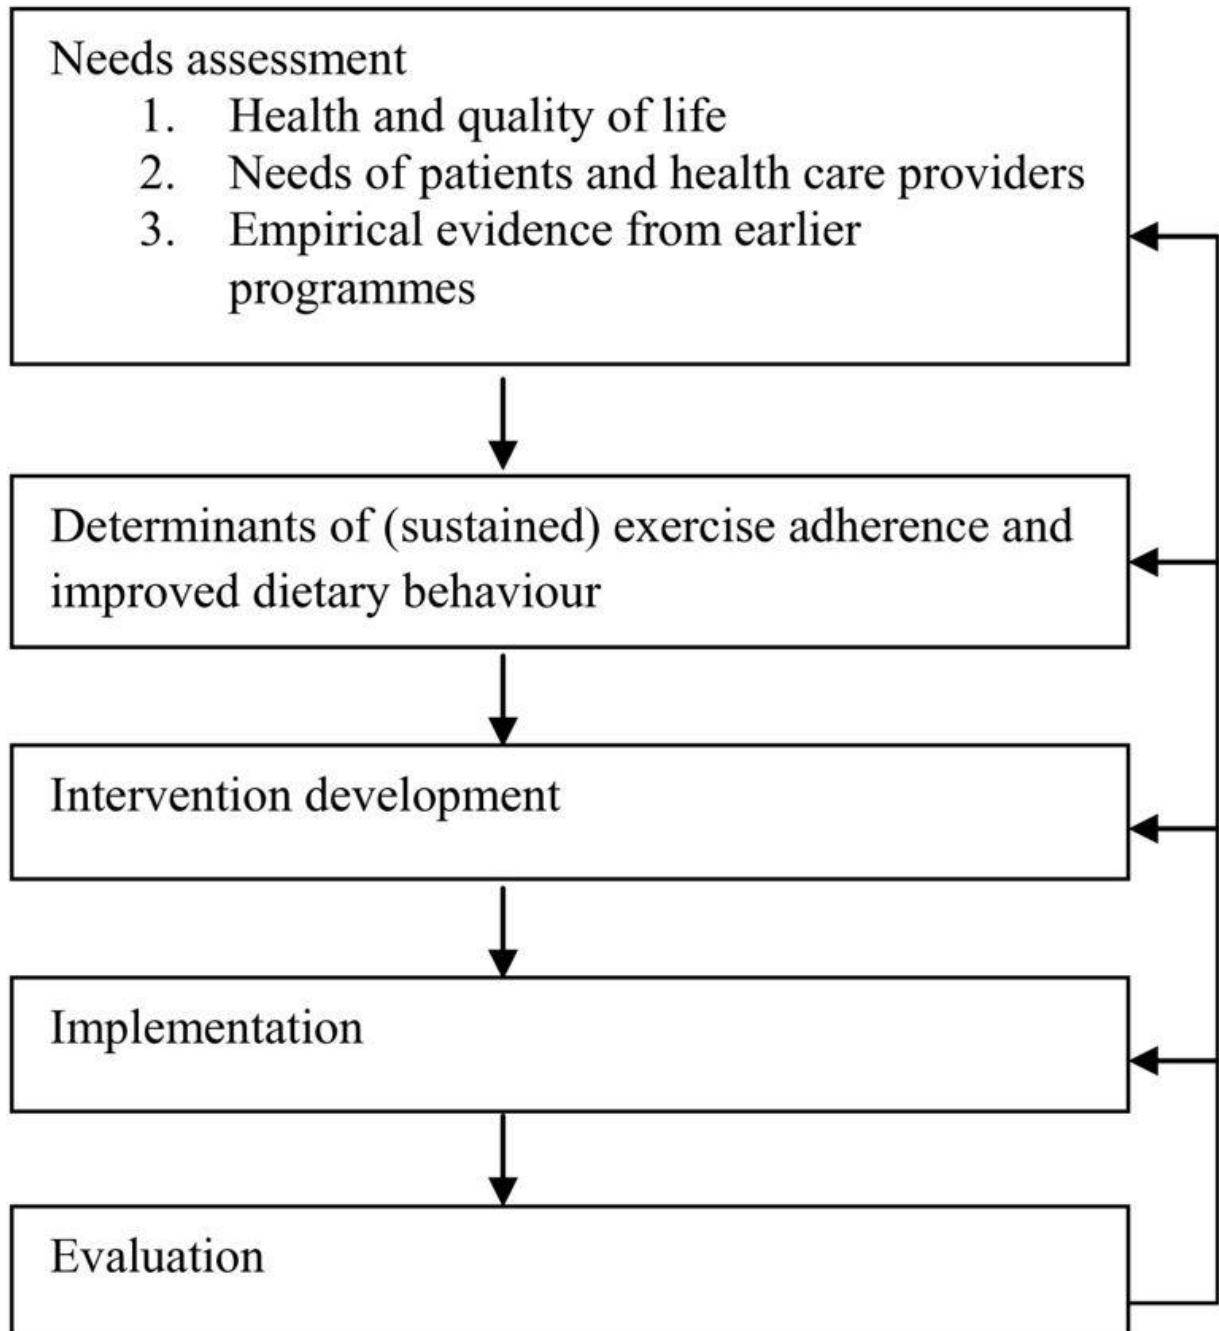 Needs assessment
1. Health and quality of life
2. Needs of patients and health care providers
3. Empirical evidence from earlier
programmes
Determinants of (sustained) exercise adherence and
improved dietary behaviour
Intervention development
Implementation
Evaluation